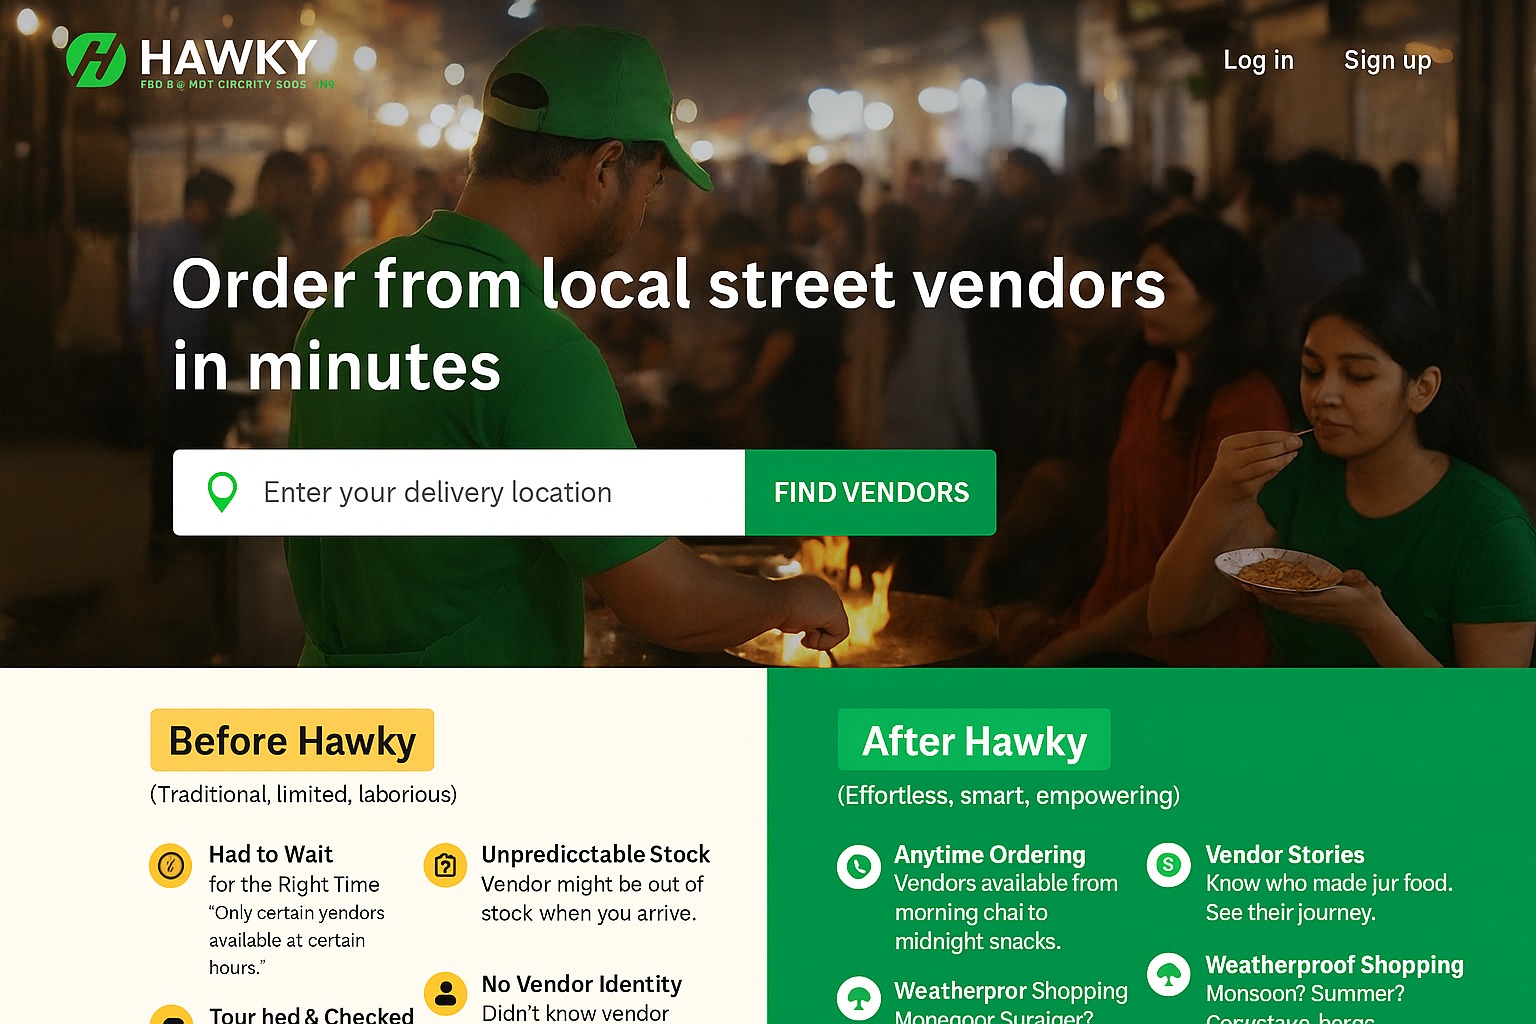 HAWKY
FBD B @ MDT CIRCRITY SOOS
Log in
Sign up
Order from local street vendors
in minutes
Enter your delivery location
FIND VENDORS
Before Hawky
(Traditional, limited, laborious)
Had to Wait
for the Right Time
“Only certain yendors
available at certain
hours.”
Tour hed & Checked
Unpredicctable Stock
Vendor might be out of
stock when you arrive.
No Vendor Identity
Didn’t know vendor
After Hawky
(Effortless, smart, empowering)
Anytime Ordering
Vendors available from
morning chai to
midnight snacks.
Weatherpror Shopping
Monegoor Suraiger?
Vendor Stories
Know who made jur food.
See their journey.
Weatherproof Shopping
Monsoon? Summer?